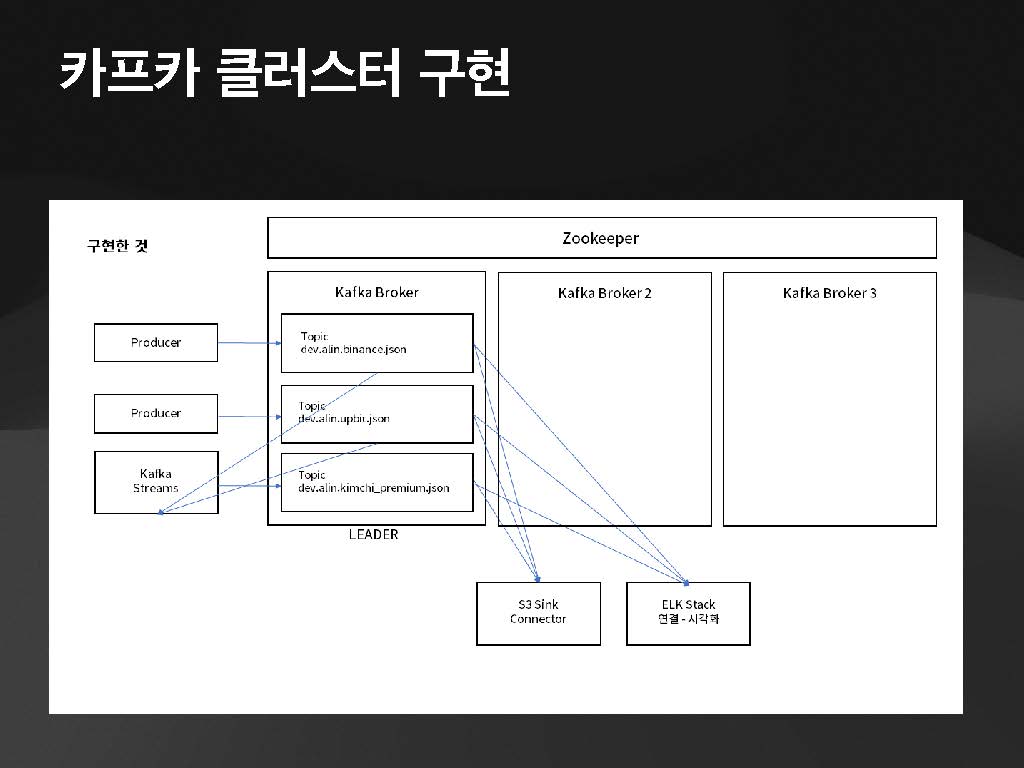 카프카 클러스터 구현
구현한 것
Zookeeper
Kafka Broker
Kafka Broker 2
Kafka Broker 3
Producer
Topic
dev.alin.binance.json
Producer
Topic
dev.alin.upbit.json
Kafka
Streams
Topic
dev.alin.kimchi_premium.json
LEADER
S3 Sink
Connector
ELK Stack
연결 - 시각화